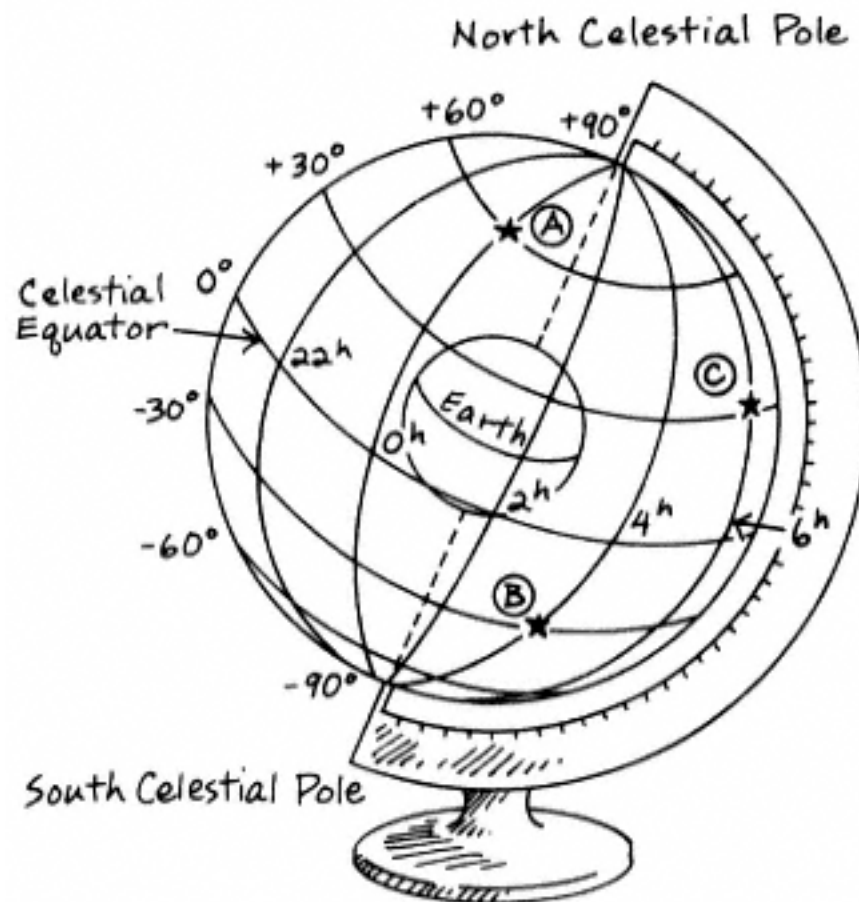 North Celestial Pole
+60°
+90°
+30°
A
0°
Celestial
Equator
22ʰ
C
-30°
Earth
0ʰ
2ʰ
4ʰ
6ʰ
-60°
B
-90°
South Celestial Pole